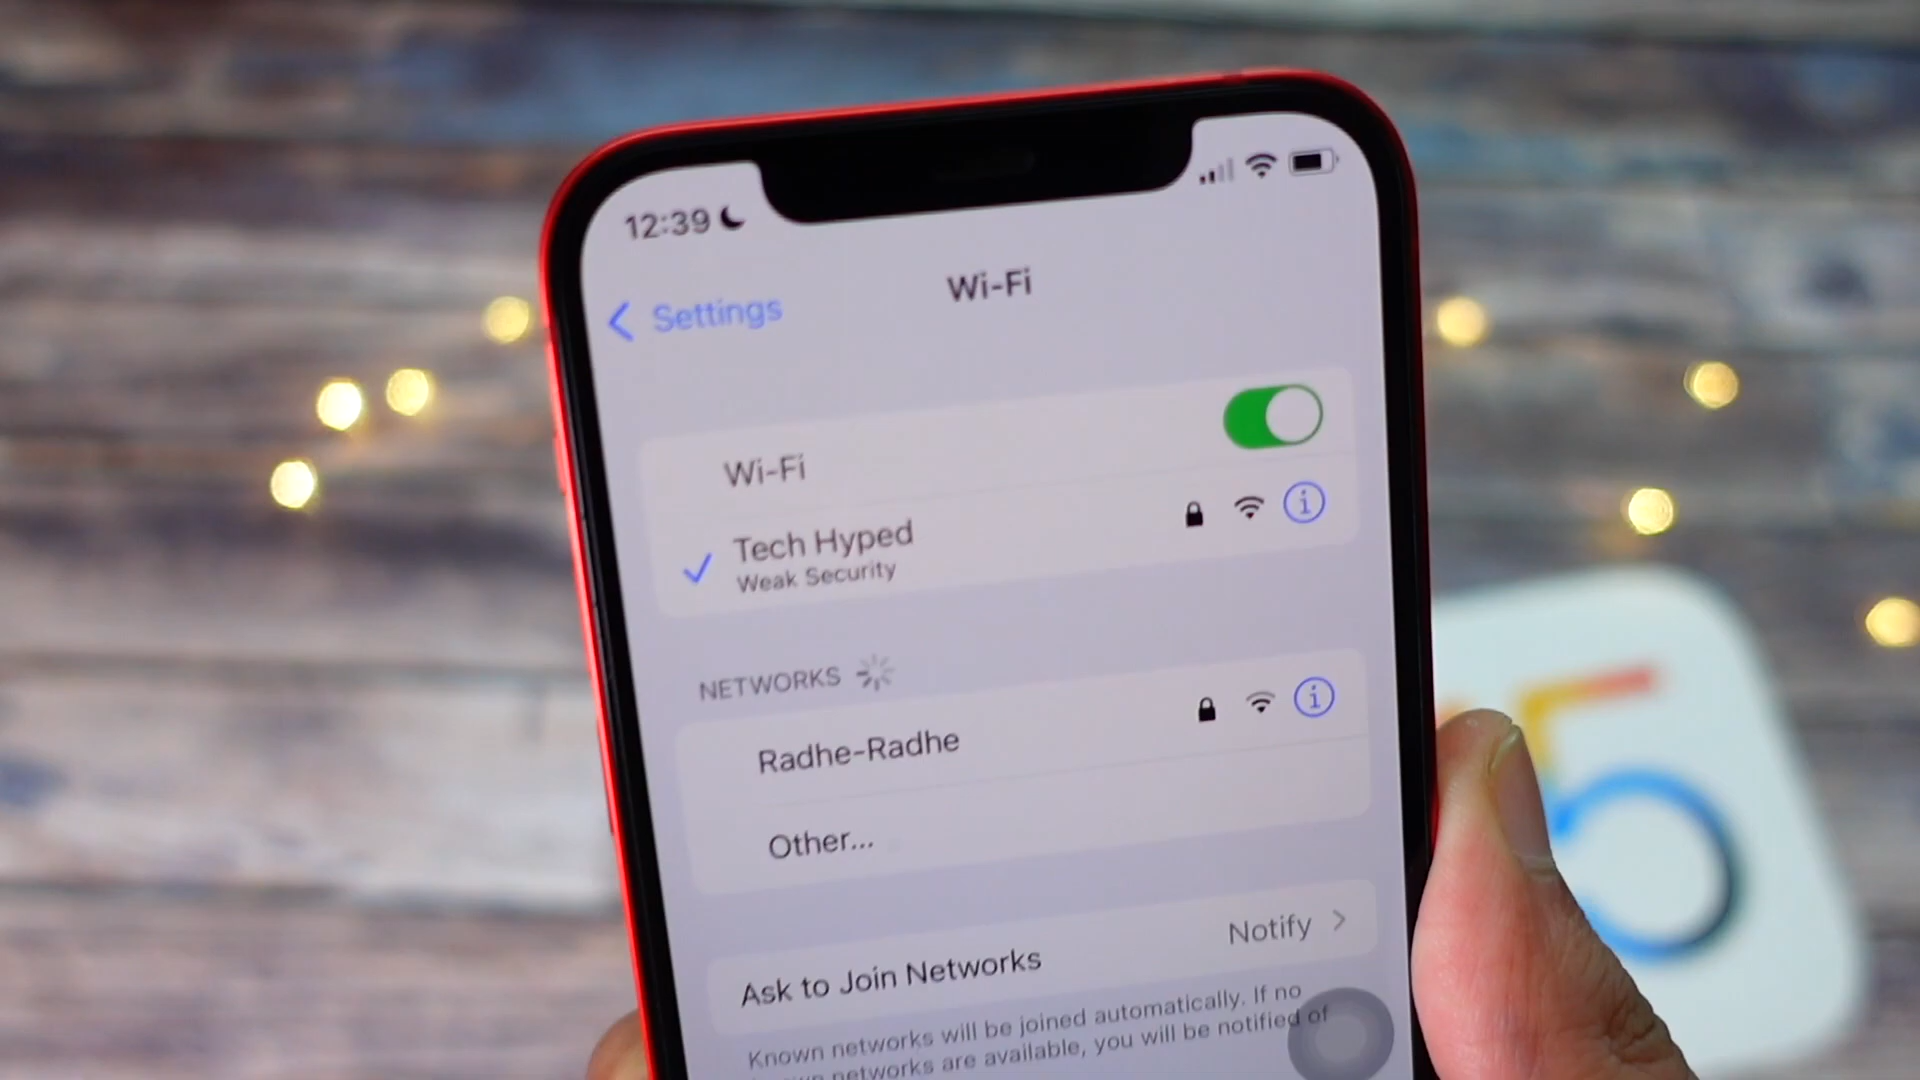 12:39
Settings
Wi-Fi
Wi-Fi
Tech Hyped
Weak Security
NETWORKS
Radhe-Radhe
Other...
Ask to Join Networks
Notify
Known networks will be joined automatically. If no
networks are available, you will be notified of
15